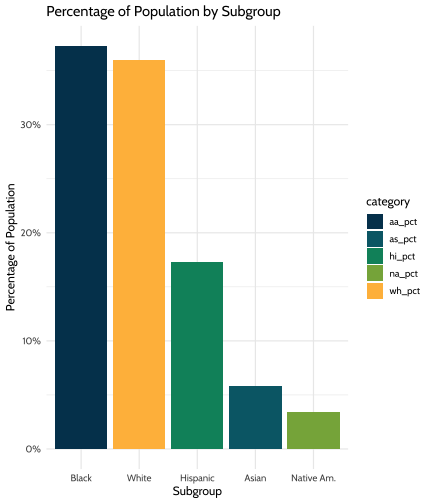 Percentage of Population by Subgroup
Percentage of Population
30%
20%
10%
0%
Black White Hispanic Asian Native Am.
Subgroup
category
aa_pct
as_pct
hi_pct
na_pct
wh_pct